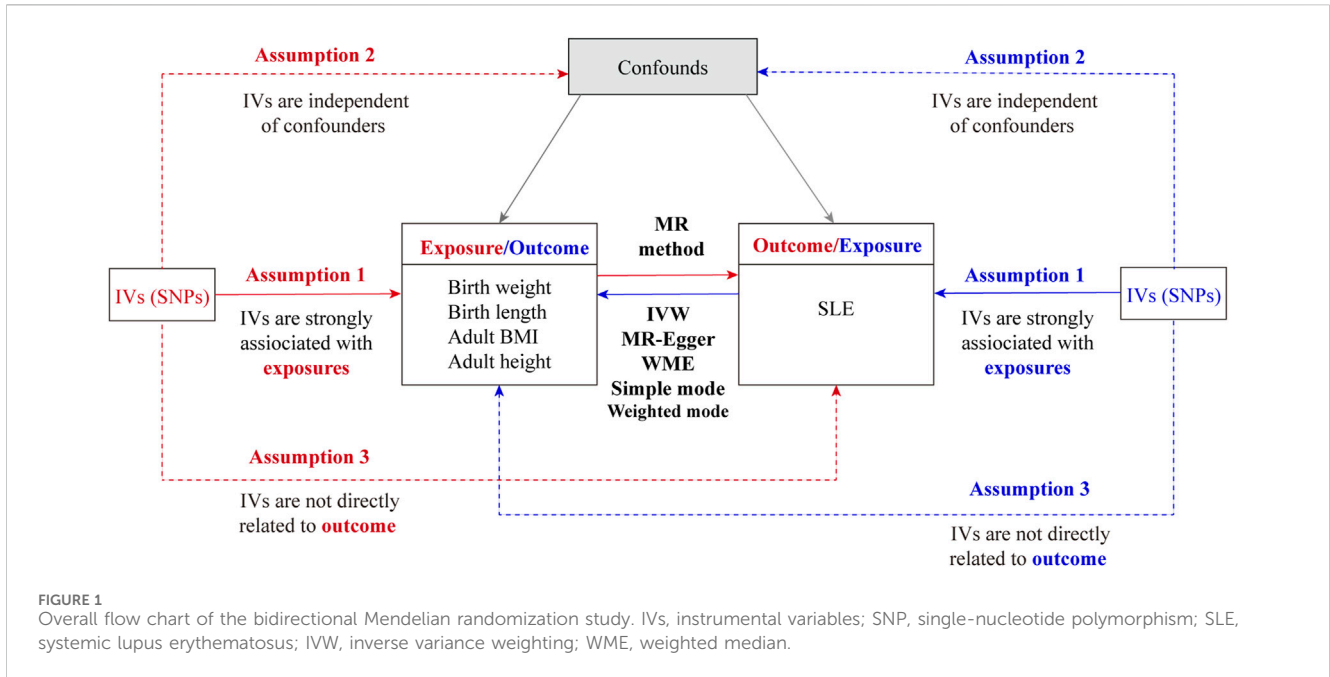 Assumption 2
IVs are independent
of confounders
Confounds
Assumption 2
IVs are independent
of confounders
IVs (SNPs)
Assumption 1
IVs are strongly
assiociated with
exposures
Exposure/Outcome
Birth weight
Birth length
Adult BMI
Adult height
MR
method
IVW
MR-Egger
WME
Simple mode
Weighted mode
Outcome/Exposure
SLE
Assumption 1
IVs are strongly
assiociated with
exposures
IVs (SNPs)
Assumption 3
IVs are not directly
related to outcome
Assumption 3
IVs are not directly
related to outcome
FIGURE 1
Overall flow chart of the bidirectional Mendelian randomization study. IVs, instrumental variables; SNP, single-nucleotide polymorphism; SLE,
systemic lupus erythematosus; IVW, inverse variance weighting; WME, weighted median.